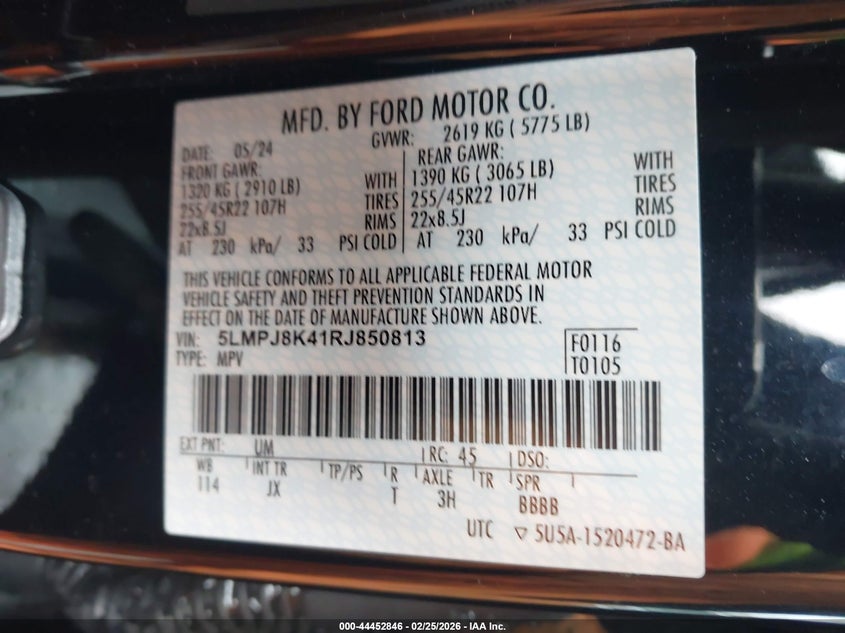 MFD. BY FORD MOTOR CO.
DATE: 05/24 GVWR: 2619 KG ( 5775 LB)
FRONT GAWR: REAR GAWR:
1320 KG ( 2910 LB) WITH 1390 KG ( 3065 LB) WITH
255/45R22 107H TIRES 255/45R22 107H TIRES
22x8.5J RIMS 22x8.5J RIMS
AT 230 kPa/ 33 PSI COLD AT 230 kPa/ 33 PSI COLD
THIS VEHICLE CONFORMS TO ALL APPLICABLE FEDERAL MOTOR
VEHICLE SAFETY AND THEFT PREVENTION STANDARDS IN
EFFECT ON THE DATE OF MANUFACTURE SHOWN ABOVE.
VIN: 5LMPJ8K41RJ850813 F0116
TYPE: MPV T0105
EXT PNT: UM RC: 45 DSO:
WB INT TR TP/PS R AXLE TR SPR
114 JX T 3H BBBB
UTC ▽ 5U5A-1520472-BA
000-44452846 - 02/25/2026 - IAA Inc.